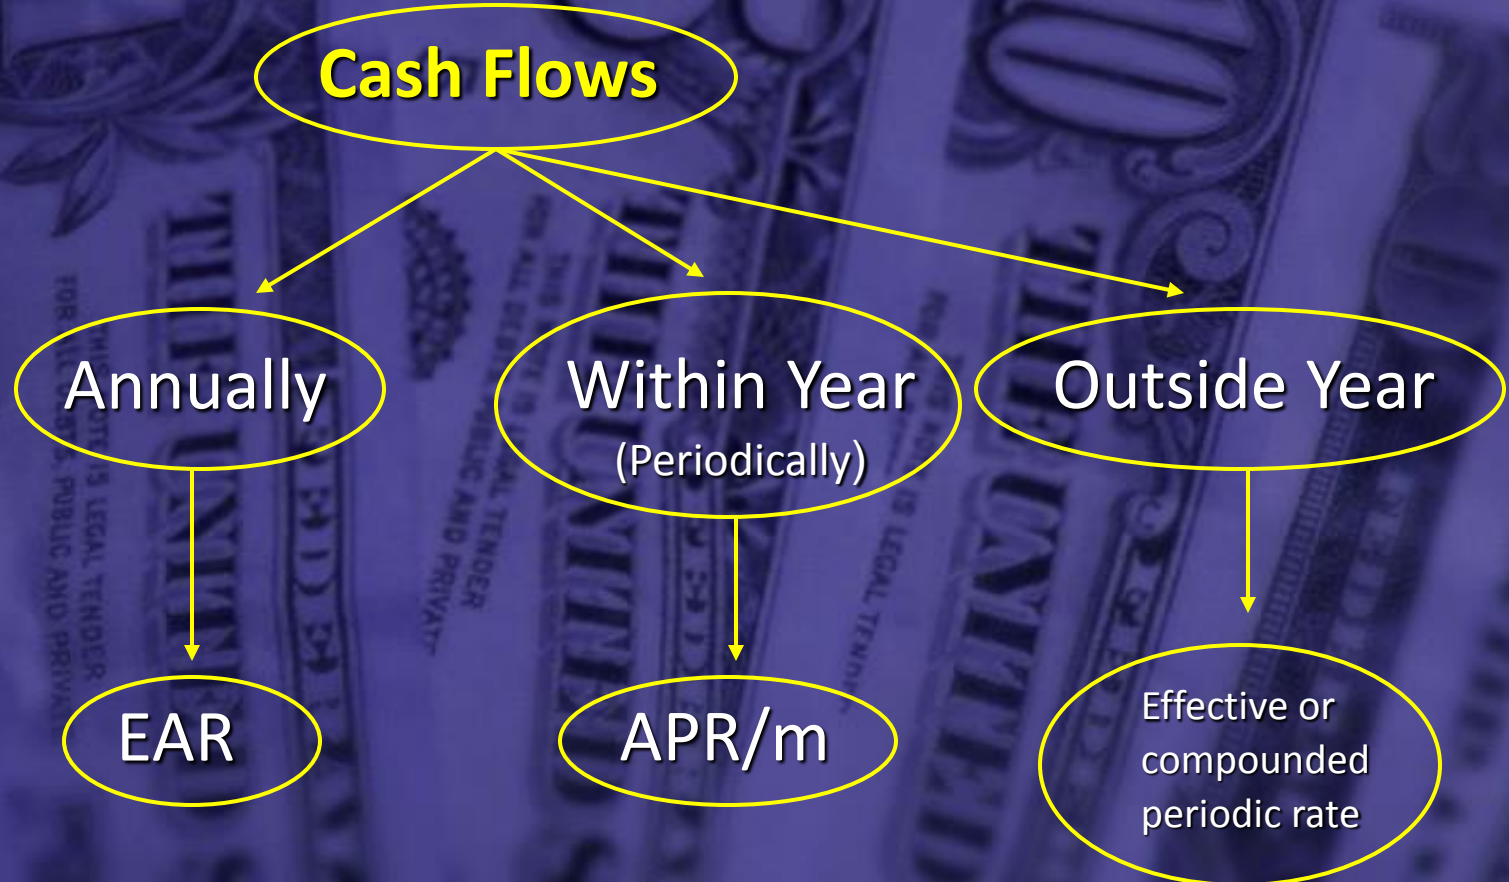 Cash Flows
Annually
Within Year
(Periodically)
Outside Year
EAR
APR/m
Effective or
compounded
periodic rate